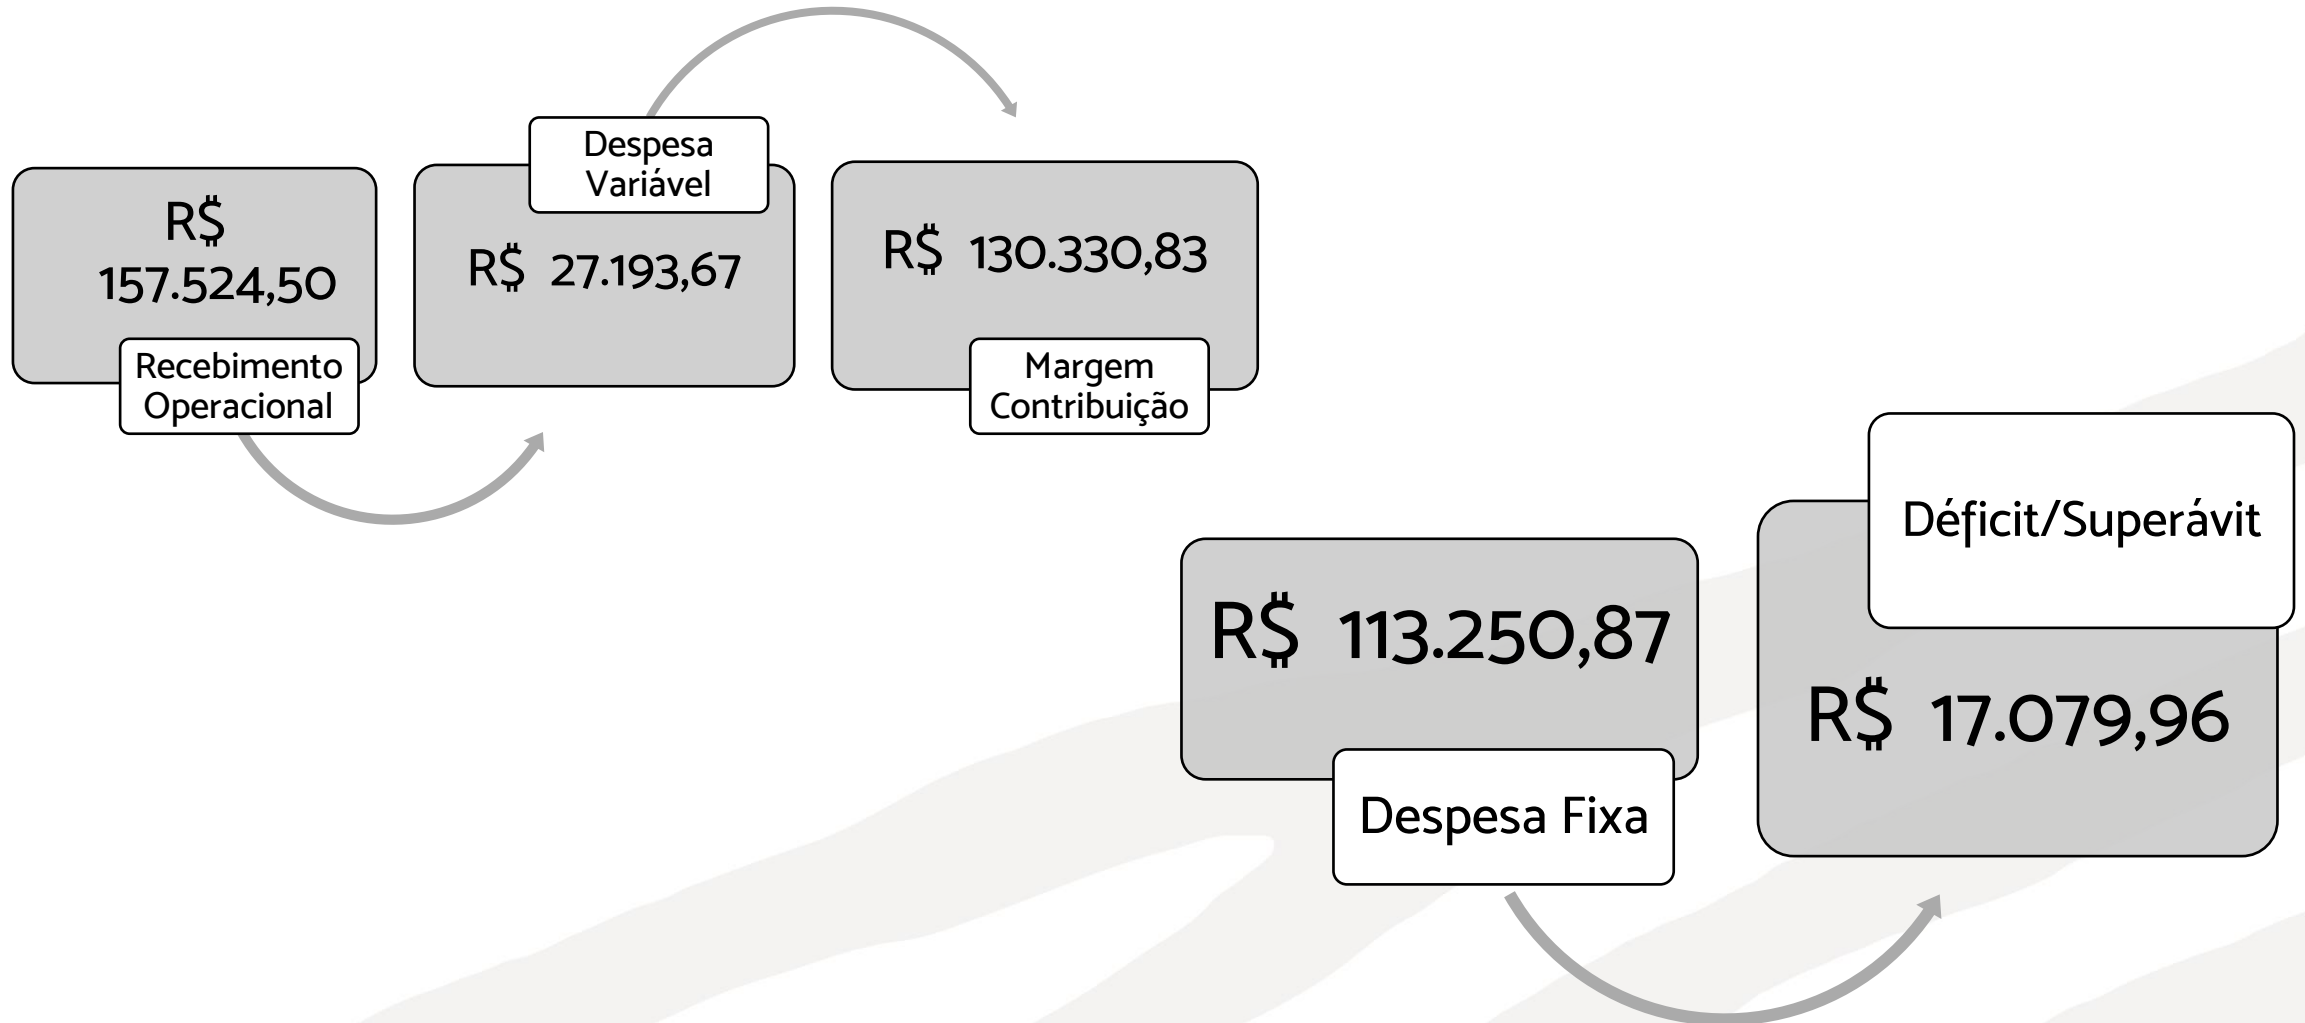 R$
157.524,50
Recebimento
Operacional
Despesa
Variável
R$ 27.193,67
R$ 130.330,83
Margem
Contribuição
R$ 113.250,87
Despesa Fixa
Déficit/Superávit
R$ 17.079,96